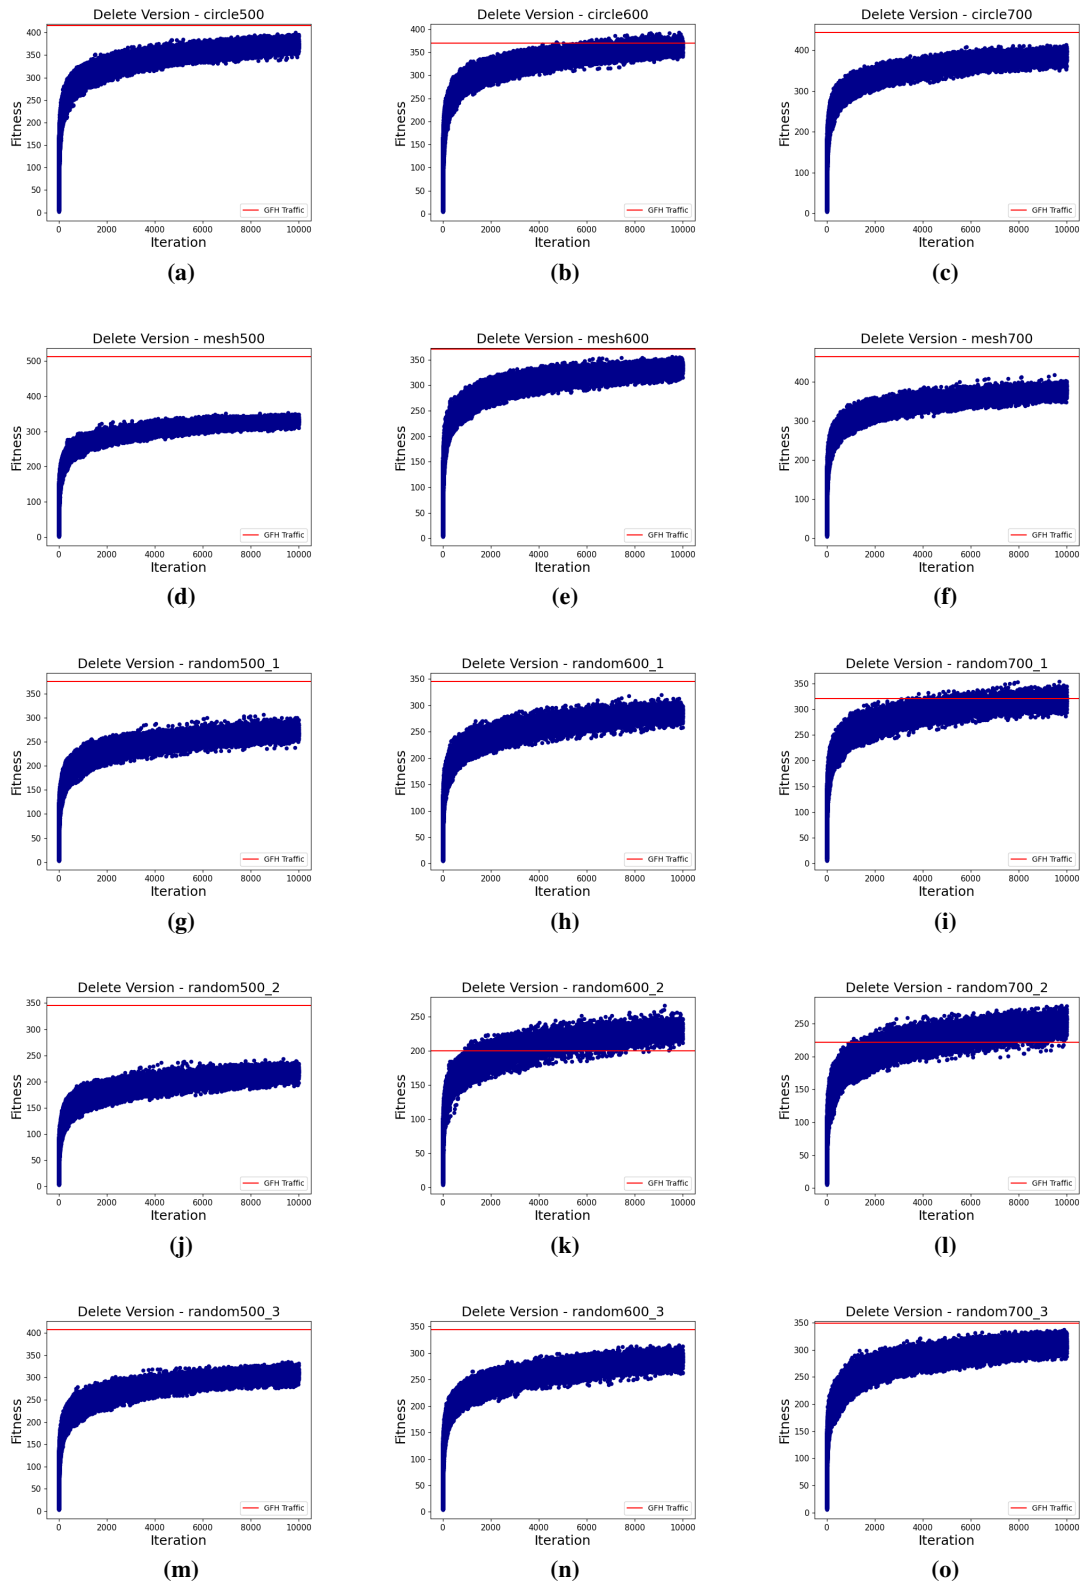 Delete Version - circle500
400
350
300
250
200
150
100
50
0
Fitness
GFH Traffic
0 2000 4000 6000 8000 10000
Iteration
(a)
Delete Version - circle600
400
350
300
250
200
150
100
50
0
Fitness
GFH Traffic
0 2000 4000 6000 8000 10000
Iteration
(b)
Delete Version - circle700
400
300
200
100
0
Fitness
GFH Traffic
0 2000 4000 6000 8000 10000
Iteration
(c)
Delete Version - mesh500
500
400
300
200
100
0
Fitness
GFH Traffic
0 2000 4000 6000 8000 10000
Iteration
(d)
Delete Version - mesh600
350
300
250
200
150
100
50
0
Fitness
GFH Traffic
0 2000 4000 6000 8000 10000
Iteration
(e)
Delete Version - mesh700
400
300
200
100
0
Fitness
GFH Traffic
0 2000 4000 6000 8000 10000
Iteration
(f)
Delete Version - random500_1
350
300
250
200
150
100
50
0
Fitness
GFH Traffic
0 2000 4000 6000 8000 10000
Iteration
(g)
Delete Version - random600_1
350
300
250
200
150
100
50
0
Fitness
GFH Traffic
0 2000 4000 6000 8000 10000
Iteration
(h)
Delete Version - random700_1
350
300
250
200
150
100
50
0
Fitness
GFH Traffic
0 2000 4000 6000 8000 10000
Iteration
(i)
Delete Version - random500_2
350
300
250
200
150
100
50
0
Fitness
GFH Traffic
0 2000 4000 6000 8000 10000
Iteration
(j)
Delete Version - random600_2
250
200
150
100
50
0
Fitness
GFH Traffic
0 2000 4000 6000 8000 10000
Iteration
(k)
Delete Version - random700_2
250
200
150
100
50
0
Fitness
GFH Traffic
0 2000 4000 6000 8000 10000
Iteration
(l)
Delete Version - random500_3
400
350
300
250
200
150
100
50
0
Fitness
GFH Traffic
0 2000 4000 6000 8000 10000
Iteration
(m)
Delete Version - random600_3
350
300
250
200
150
100
50
0
Fitness
GFH Traffic
0 2000 4000 6000 8000 10000
Iteration
(n)
Delete Version - random700_3
350
300
250
200
150
100
50
0
Fitness
GFH Traffic
0 2000 4000 6000 8000 10000
Iteration
(o)